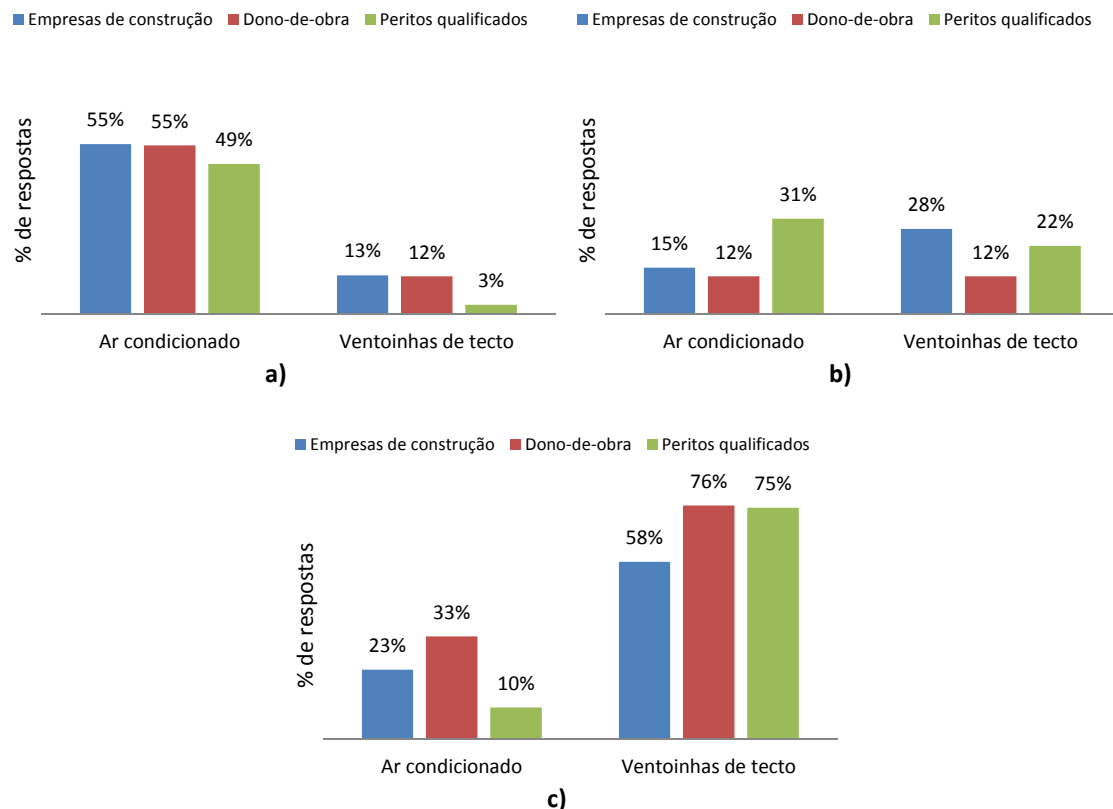 Empresas de construção Dono-de-obra Peritos qualificados
% de respostas
55% 55% 49% 13% 12% 3%
Ar condicionado Ventoinhas de tecto
a)
Empresas de construção Dono-de-obra Peritos qualificados
% de respostas
15% 12% 31% 28% 12% 22%
Ar condicionado Ventoinhas de tecto
b)
Empresas de construção Dono-de-obra Peritos qualificados
% de respostas
23% 33% 10% 58% 76% 75%
Ar condicionado Ventoinhas de tecto
c)